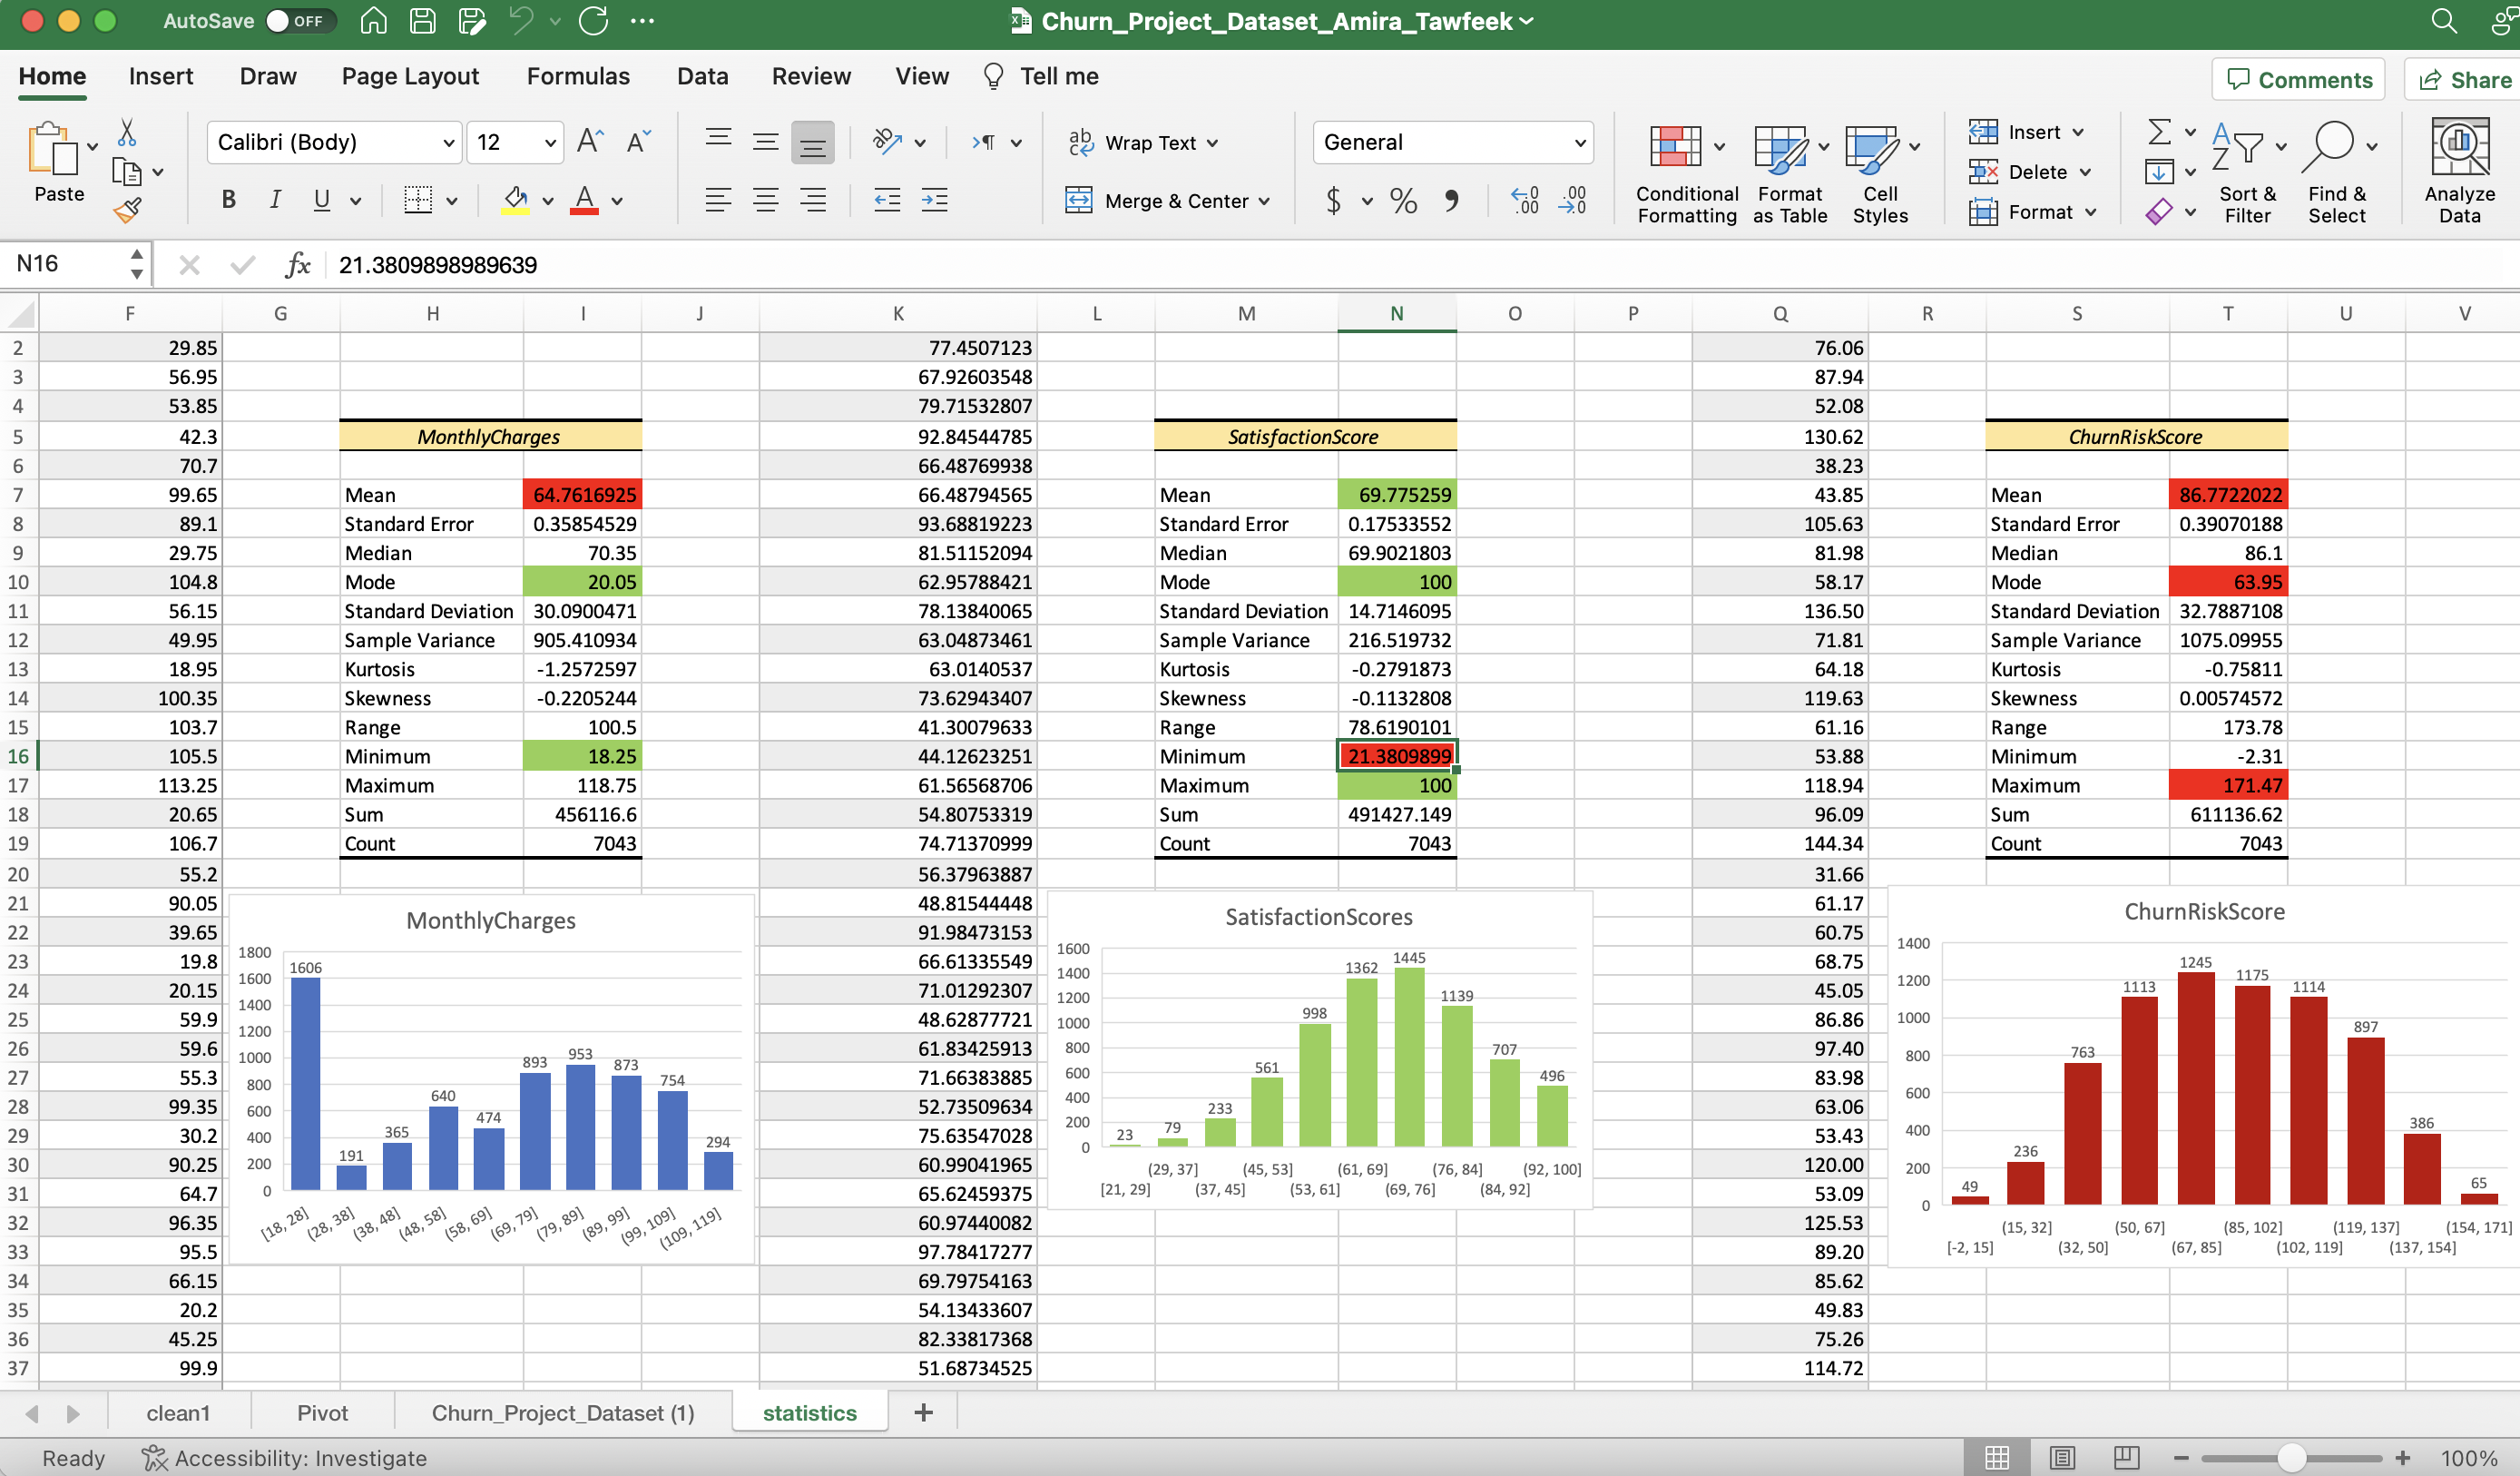 AutoSave OFF Churn_Project_Dataset_Amira_Tawfeek
Home Insert Draw Page Layout Formulas Data Review View Tell me Comments Share
Paste Calibri (Body) 12 Wrap Text Merge & Center General Conditional Formatting Format as Table Cell Styles Insert Delete Format Sort & Filter Find & Select Analyze Data
N16 fx 21.3809898989639
F G H I J K L M N O P Q R S T U V
2 29.85 77.4507123 76.06
3 56.95 67.92603548 87.94
4 53.85 79.71532807 52.08
5 42.3 MonthlyCharges 92.84544785 SatisfactionScore 130.62 ChurnRiskScore
6 70.7 66.48769938 38.23
7 99.65 Mean 64.7616925 66.48794565 Mean 69.775259 43.85 Mean 86.7722022
8 89.1 Standard Error 0.35854529 93.68819223 Standard Error 0.17533552 105.63 Standard Error 0.39070188
9 29.75 Median 70.35 81.51152094 Median 69.9021803 81.98 Median 86.1
10 104.8 Mode 20.05 62.95788421 Mode 100 58.17 Mode 63.95
11 56.15 Standard Deviation 30.0900471 78.13840065 Standard Deviation 14.7146095 136.50 Standard Deviation 32.7887108
12 49.95 Sample Variance 905.410934 63.04873461 Sample Variance 216.519732 71.81 Sample Variance 1075.09955
13 18.95 Kurtosis -1.2572597 63.0140537 Kurtosis -0.2791873 64.18 Kurtosis -0.75811
14 100.35 Skewness -0.2205244 73.62943407 Skewness -0.1132808 119.63 Skewness 0.00574572
15 103.7 Range 100.5 41.30079633 Range 78.6190101 61.16 Range 173.78
16 105.5 Minimum 18.25 44.12623251 Minimum 21.3809899 53.88 Minimum -2.31
17 113.25 Maximum 118.75 61.56568706 Maximum 100 118.94 Maximum 171.47
18 20.65 Sum 456116.6 54.80753319 Sum 491427.149 96.09 Sum 611136.62
19 106.7 Count 7043 74.71370999 Count 7043 144.34 Count 7043
20 55.2 56.37963887 31.66
21 90.05 48.81544448 61.17
22 39.65 91.98473153 60.75
23 19.8 66.61335549 68.75
24 20.15 71.01292307 45.05
25 59.9 48.62877721 86.86
26 59.6 61.83425913 97.40
27 55.3 71.66383885 83.98
28 99.35 52.73509634 63.06
29 30.2 75.63547028 53.43
30 90.25 60.99041965 120.00
31 64.7 65.62459375 53.09
32 96.35 60.97440082 125.53
33 95.5 97.78417277 89.20
34 66.15 69.79754163 85.62
35 20.2 54.13433607 49.83
36 45.25 82.33817368 75.26
37 99.9 51.68734525 114.72
MonthlyCharges
1800
1600
1400
1200
1000
800
600
400
200
0
1606 191 365 640 474 893 953 873 754 294
[18, 28] (28, 38] (38, 48] (48, 58] (58, 69] (69, 79] (79, 89] (89, 99] (99, 109] (109, 119]
SatisfactionScores
1600
1400
1200
1000
800
600
400
200
0
23 79 233 561 998 1362 1445 1139 707 496
(29, 37] (45, 53] (61, 69] (76, 84] (92, 100]
[21, 29] (37, 45] (53, 61] (69, 76] (84, 92]
ChurnRiskScore
1400
1200
1000
800
600
400
200
0
49 236 763 1113 1245 1175 1114 897 386 65
(15, 32] (50, 67] (85, 102] (119, 137] (154, 171]
[-2, 15] (32, 50] (67, 85] (102, 119] (137, 154]
clean1 Pivot Churn_Project_Dataset (1) statistics +
Ready Accessibility: Investigate 100%